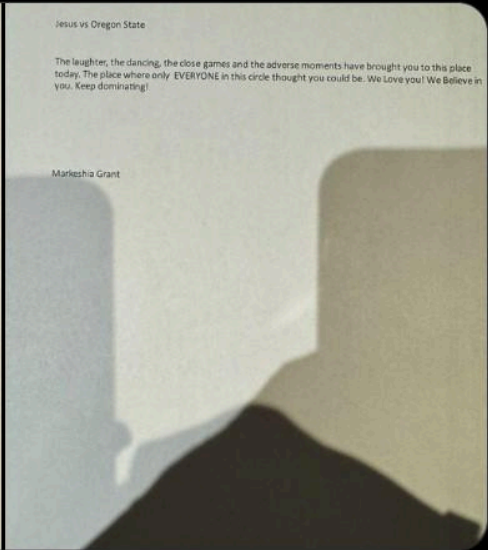 Jesus vs Oregon State
The laughter, the dancing, the close games and the adverse moments have brought you to this place
today. The place where only EVERYONE in this circle thought you could be. We Love you! We Believe in
you. Keep dominating!
Markeshia Grant